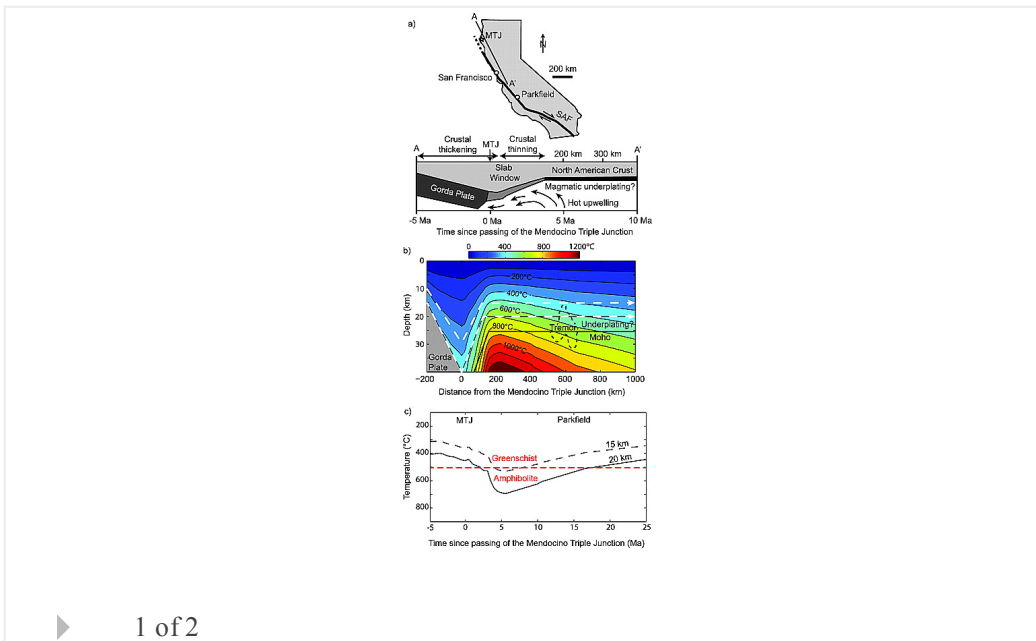 a)
A
MTJ
N
200 km
San Francisco
A'
Parkfield
SAF
Crustal thickening
MTJ
Crustal thinning
A
200 km
300 km
A'
Slab Window
North American Crust
Gorda Plate
Magmatic underplating?
Hot upwelling
-5 Ma
0 Ma
5 Ma
10 Ma
Time since passing of the Mendocino Triple Junction
b)
0
400
800
1200°C
0
10
20
30
Depth (km)
200°C
400°C
600°C
800°C
1000°C
Tremor
Underplating?
Moho
Gorda Plate
-200
0
200
400
600
800
1000
Distance from the Mendocino Triple Junction (km)
c)
MTJ
Parkfield
200
400
600
800
Temperature (°C)
15 km
20 km
Greenschist
Amphibolite
-5
0
5
10
15
20
25
Time since passing of the Mendocino Triple Junction (Ma)
1 of 2